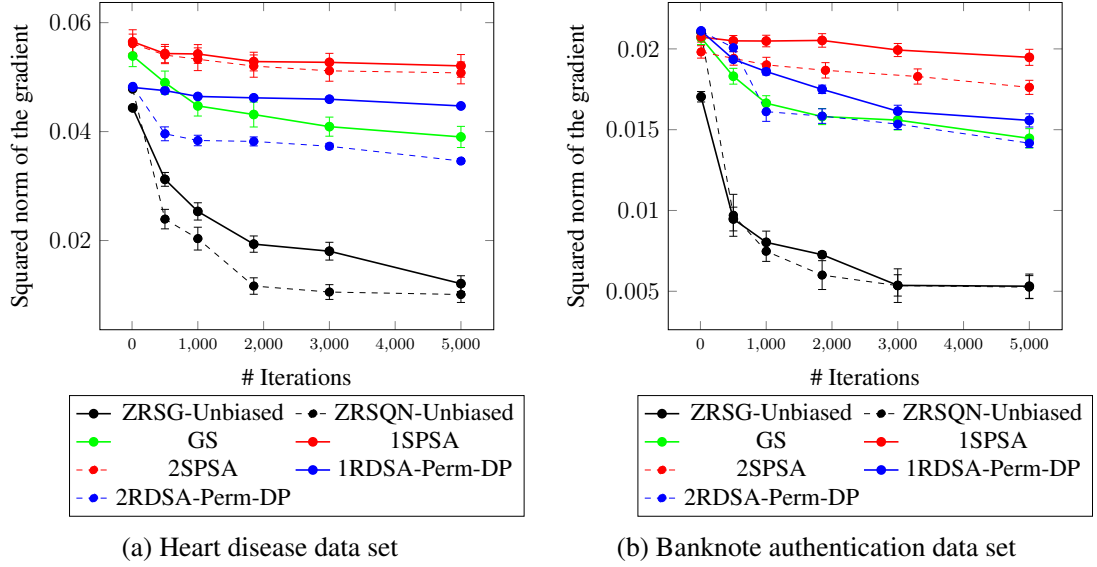 Squared norm of the gradient
0.06
0.04
0.02
0 1,000 2,000 3,000 4,000 5,000
# Iterations
ZRSG-Unbiased ZRSQN-Unbiased
GS 1SPSA
2SPSA 1RDSA-Perm-DP
2RDSA-Perm-DP
(a) Heart disease data set
Squared norm of the gradient
0.02
0.015
0.01
0.005
0 1,000 2,000 3,000 4,000 5,000
# Iterations
ZRSG-Unbiased ZRSQN-Unbiased
GS 1SPSA
2SPSA 1RDSA-Perm-DP
2RDSA-Perm-DP
(b) Banknote authentication data set